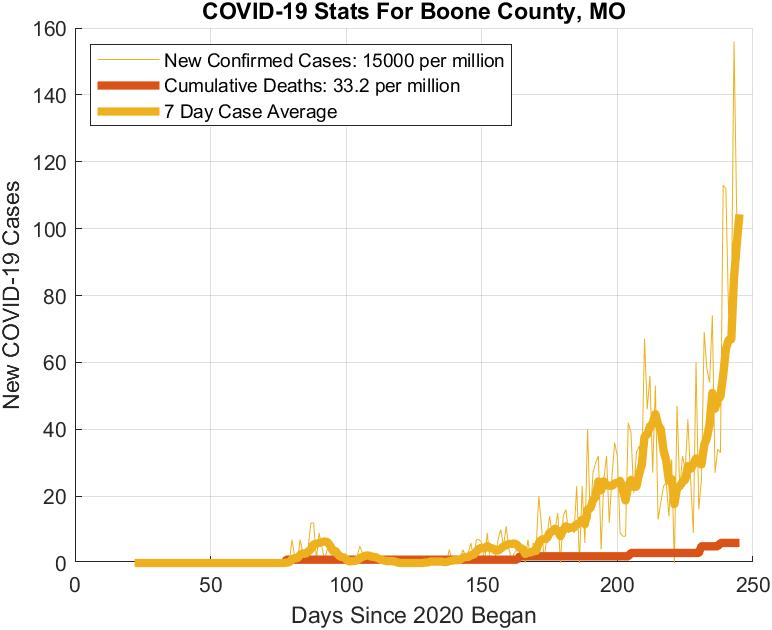 COVID-19 Stats For Boone County, MO
160
140
120
100
80
60
40
20
0
New COVID-19 Cases
New Confirmed Cases: 15000 per million
Cumulative Deaths: 33.2 per million
7 Day Case Average
0 50 100 150 200 250
Days Since 2020 Began